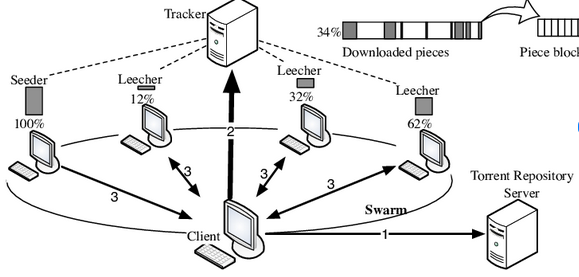 Tracker
34%
Downloaded pieces
Piece block
Seeder
100%
Leecher
12%
Leecher
32%
Leecher
62%
2
3
3
3
3
Torrent Repository
Server
Swarm
Client
1